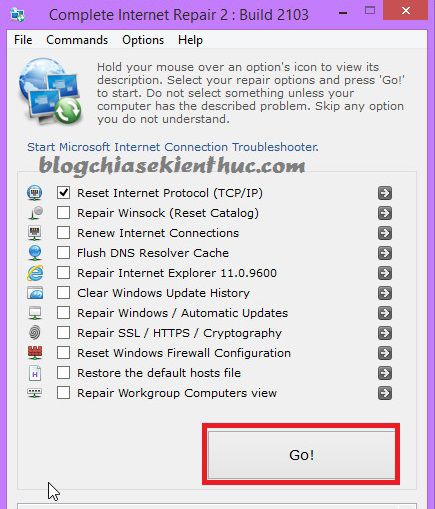 Complete Internet Repair 2 : Build 2103
File Commands Options Help
Hold your mouse over an option's icon to view its
description. Select your repair options and press 'Go!'
to start. Do not select something unless your
computer has the described problem. Skip any option
you do not understand.
Start Microsoft Internet Connection Troubleshooter.
blogchiasekienthuc.com
Reset Internet Protocol (TCP/IP)
Repair Winsock (Reset Catalog)
Renew Internet Connections
Flush DNS Resolver Cache
Repair Internet Explorer 11.0.9600
Clear Windows Update History
Repair Windows / Automatic Updates
Repair SSL / HTTPS / Cryptography
Reset Windows Firewall Configuration
Restore the default hosts file
Repair Workgroup Computers view
Go!